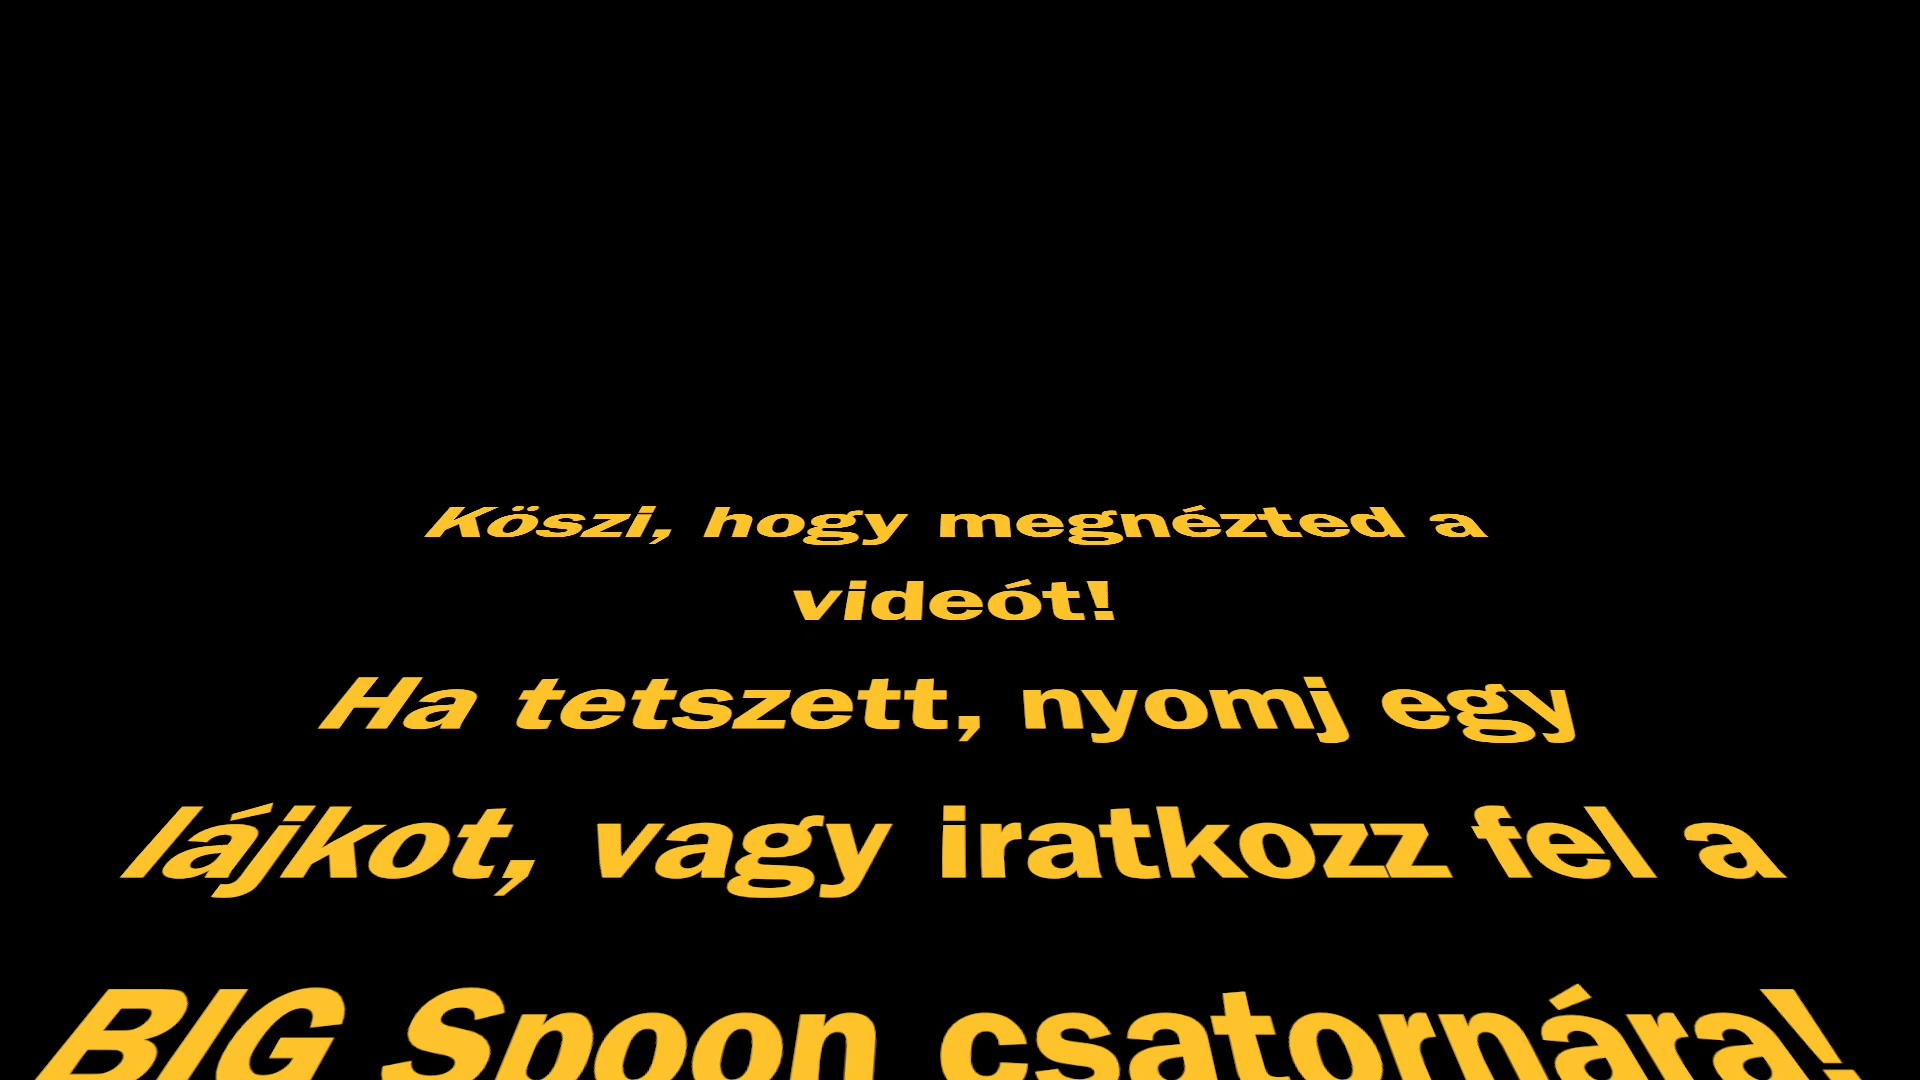 Köszi, hogy megnézted a
videót!
Ha tetszett, nyomj egy
lájkot, vagy iratkozz fel a
BIG Spoon csatornára!